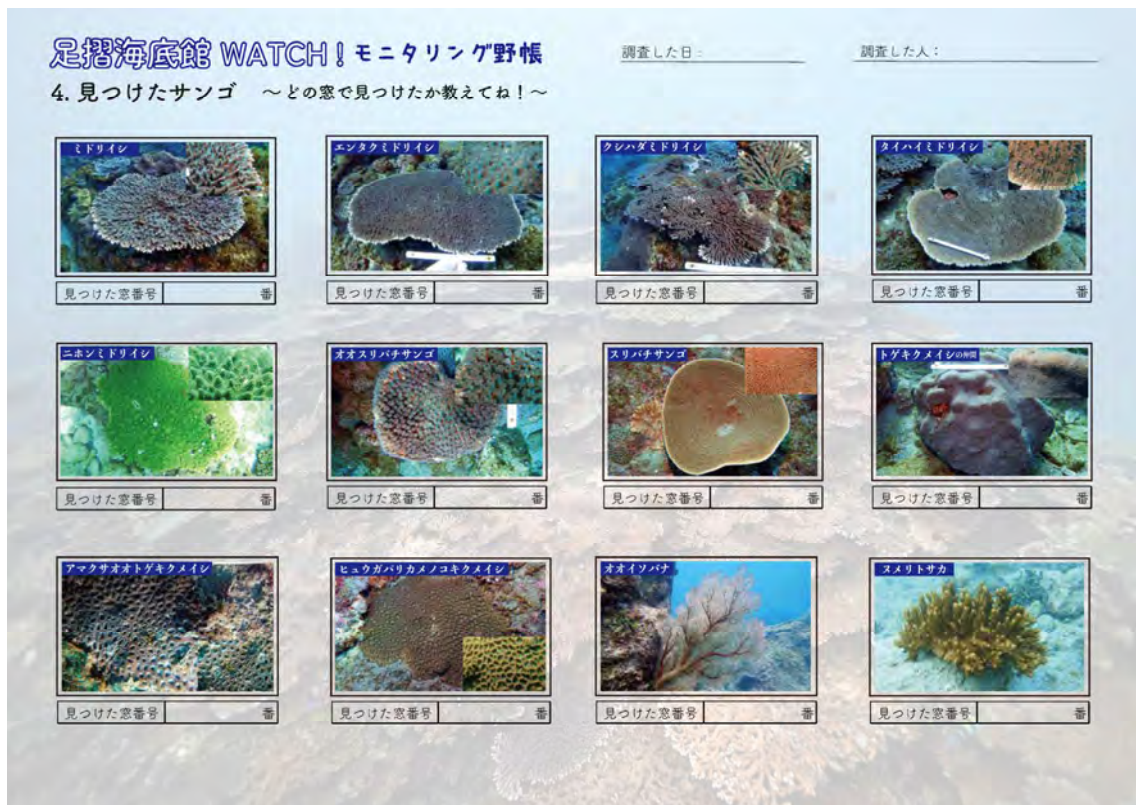 足摺海底館 WATCH！モニタリング野帳
調査した日：
調査した人：
4. 見つけたサンゴ　～どの窓で見つけたか教えてね！～
ミドリイシ
エンタクミドリイシ
クシハダミドリイシ
タイハイミドリイシ
見つけた窓番号 番
見つけた窓番号 番
見つけた窓番号 番
見つけた窓番号 番
ニホンミドリイシ
オオスリバチサンゴ
スリバチサンゴ
トゲキクメイシの仲間
見つけた窓番号 番
見つけた窓番号 番
見つけた窓番号 番
見つけた窓番号 番
アマクサオオトゲキクメイシ
ヒュウガバリカメノコキクメイシ
オオイソバナ
ヌメリトサカ
見つけた窓番号 番
見つけた窓番号 番
見つけた窓番号 番
見つけた窓番号 番